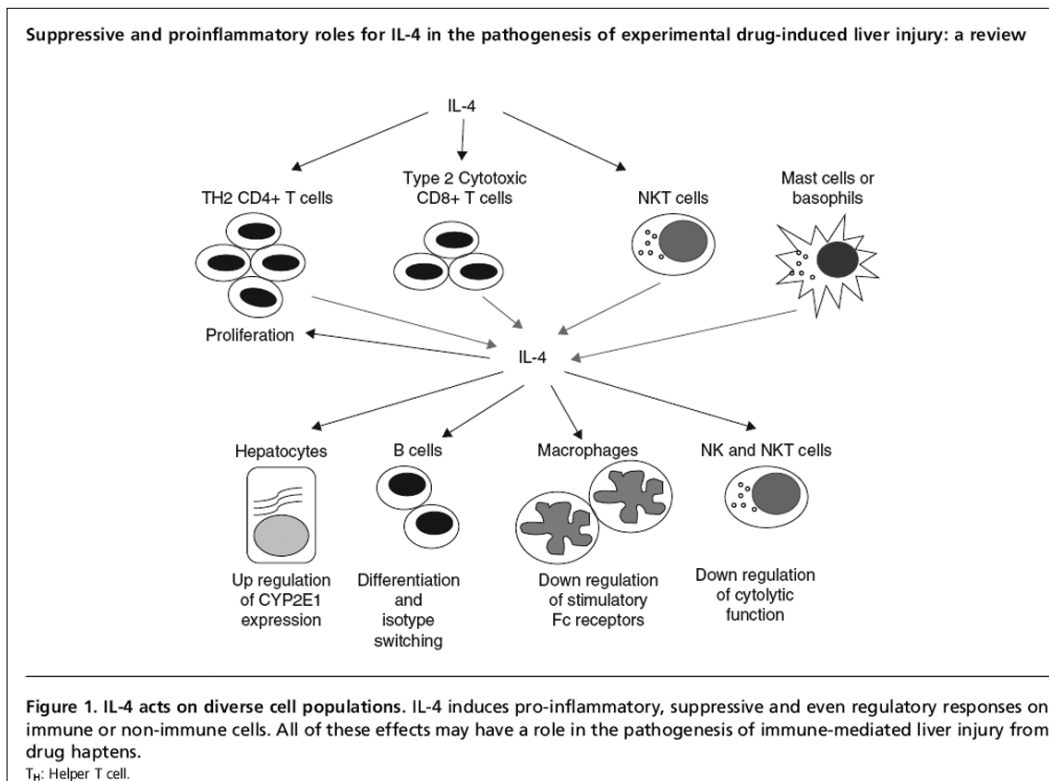 Suppressive and proinflammatory roles for IL-4 in the pathogenesis of experimental drug-induced liver injury: a review
IL-4
TH2 CD4+ T cells
Type 2 Cytotoxic
CD8+ T cells
NKT cells
Mast cells or
basophils
Proliferation
IL-4
Hepatocytes
B cells
Macrophages
NK and NKT cells
Up regulation
of CYP2E1
expression
Differentiation
and
isotype
switching
Down regulation
of stimulatory
Fc receptors
Down regulation
of cytolytic
function
Figure 1. IL-4 acts on diverse cell populations. IL-4 induces pro-inflammatory, suppressive and even regulatory responses on
immune or non-immune cells. All of these effects may have a role in the pathogenesis of immune-mediated liver injury from
drug haptens.
TH: Helper T cell.